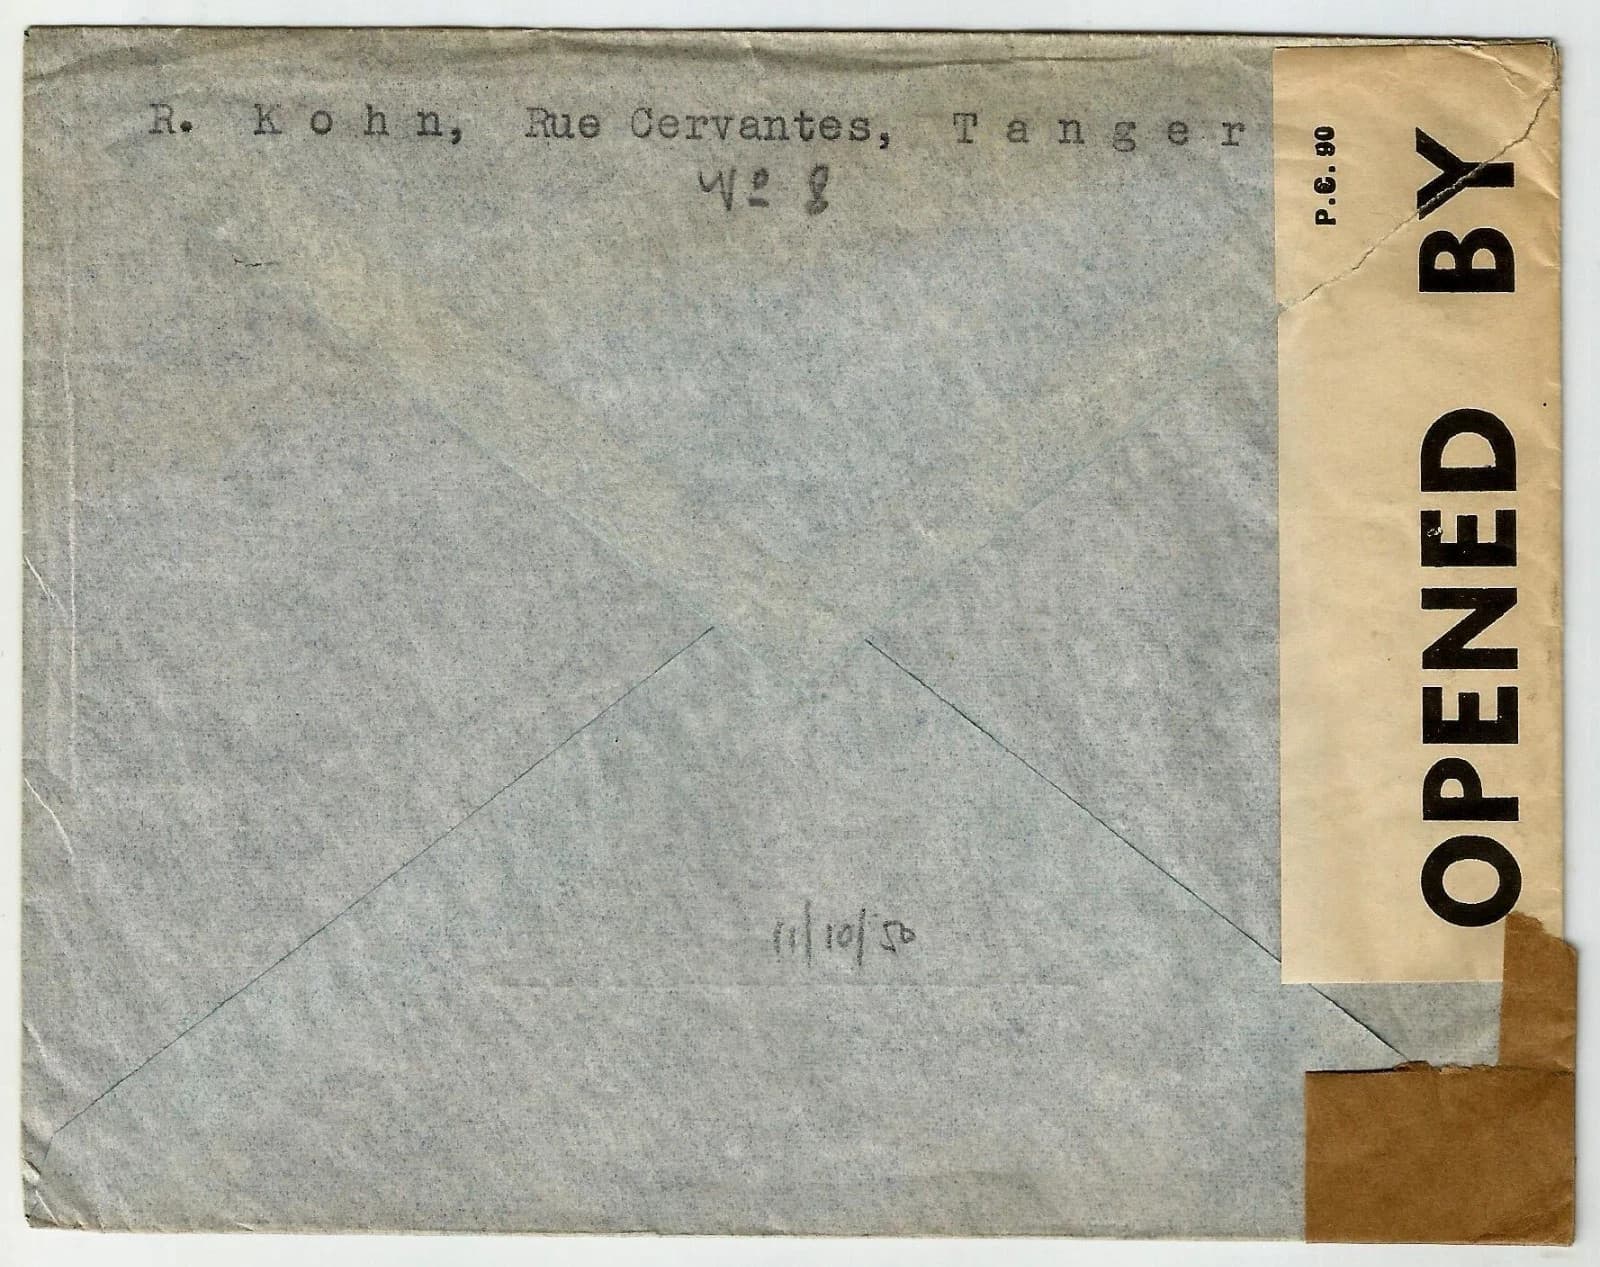 R. Kohn, Rue Cervantes, Tanger
Nº 8
P.C. 90
OPENED BY
11/10/50